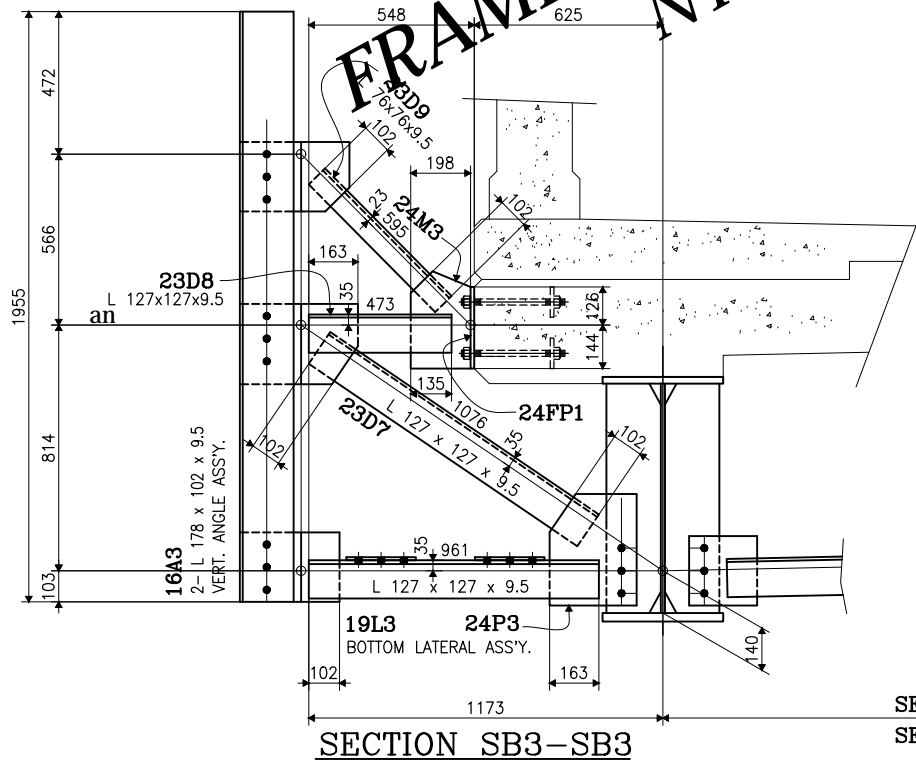 548
625
FRAME
472
23D9
L 76x76x9.5
102
198
23
595
24M3
102
566
163
23D8
L 127x127x9.5
an
35
473
126
144
1955
135
1076
24FP1
23D7
L 127 x 127 x 9.5
35
102
102
814
16A3
2- L 178 x 102 x 9.5
VERT. ANGLE ASS'Y.
35
961
L 127 x 127 x 9.5
103
19L3
BOTTOM LATERAL ASS'Y.
24P3
140
102
163
1173
SECTION SB3-SB3